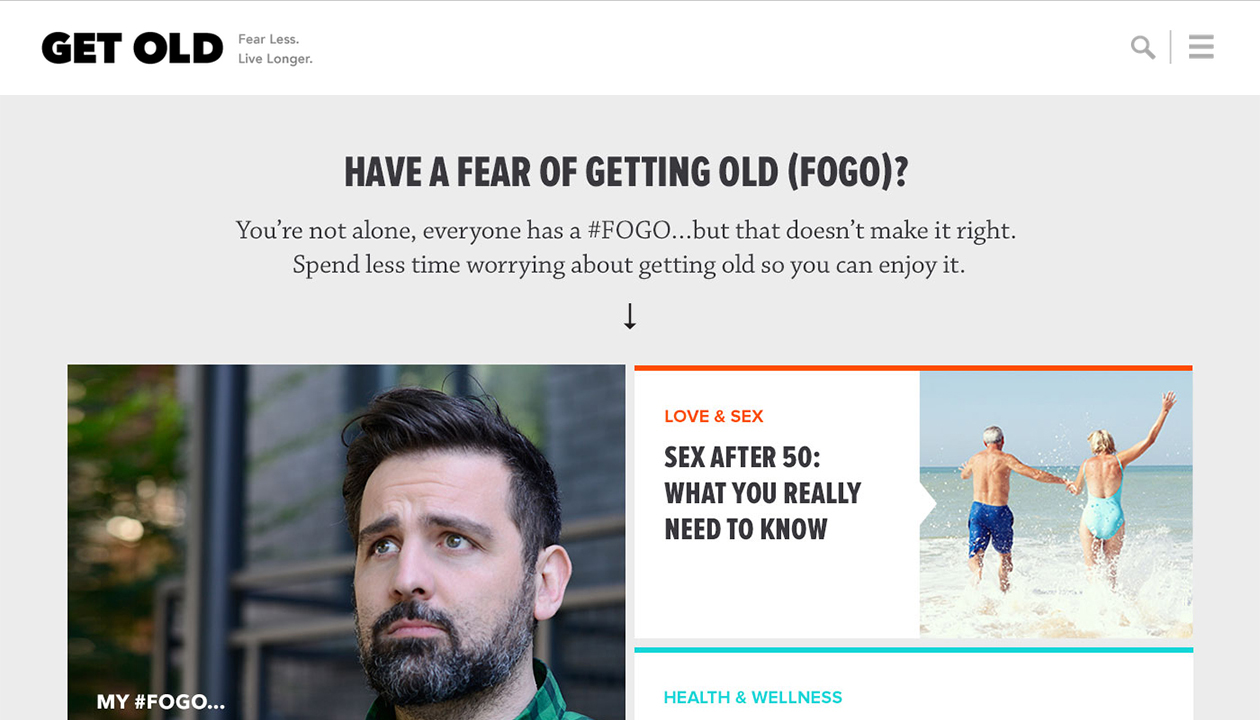 GET OLD
Fear Less.
Live Longer.
HAVE A FEAR OF GETTING OLD (FOGO)?
You’re not alone, everyone has a #FOGO...but that doesn’t make it right.
Spend less time worrying about getting old so you can enjoy it.
LOVE & SEX
SEX AFTER 50:
WHAT YOU REALLY
NEED TO KNOW
MY #FOGO...
HEALTH & WELLNESS